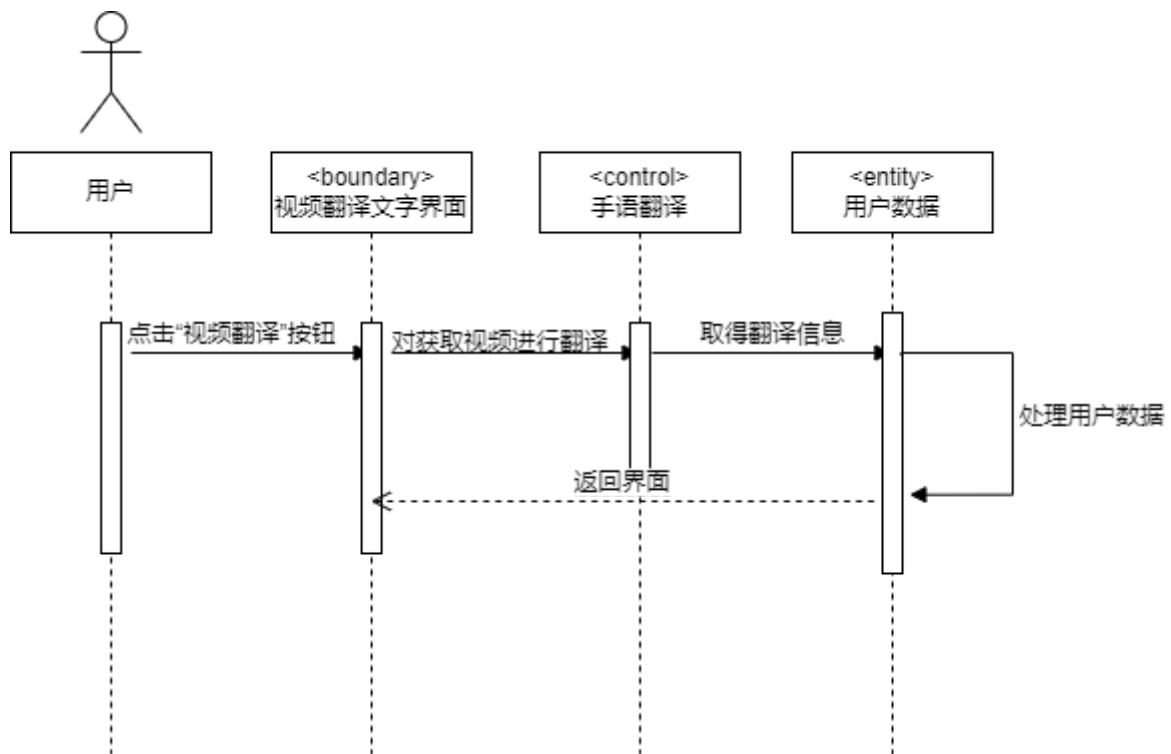 用户
<boundary>
视频翻译文字界面
<control>
手语翻译
<entity>
用户数据
点击“视频翻译”按钮
对获取视频进行翻译
取得翻译信息
处理用户数据
返回界面